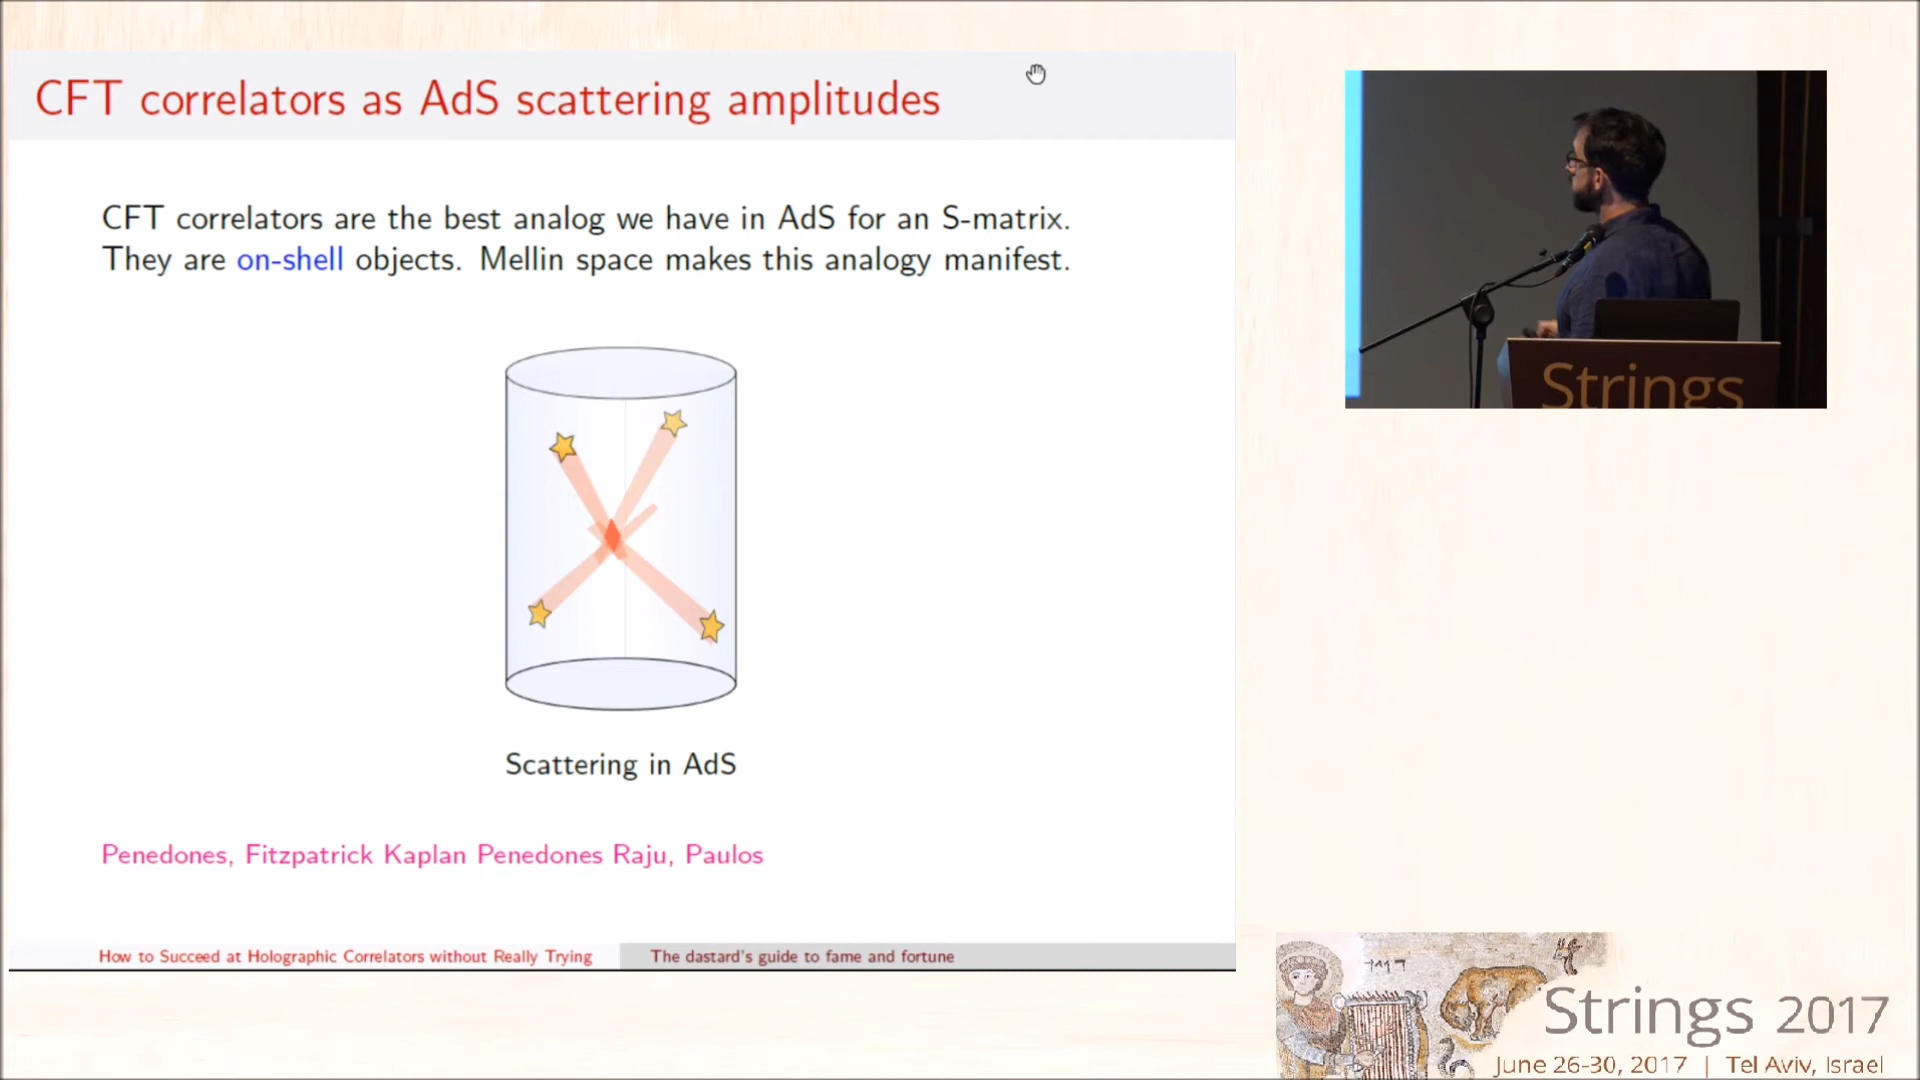 CFT correlators as AdS scattering amplitudes
CFT correlators are the best analog we have in AdS for an S-matrix.
They are on-shell objects. Mellin space makes this analogy manifest.
Scattering in AdS
Penedones, Fitzpatrick Kaplan Penedones Raju, Paulos
How to Succeed at Holographic Correlators without Really Trying
The dastard's guide to fame and fortune
Strings
Strings 2017
June 26-30, 2017 | Tel Aviv, Israel